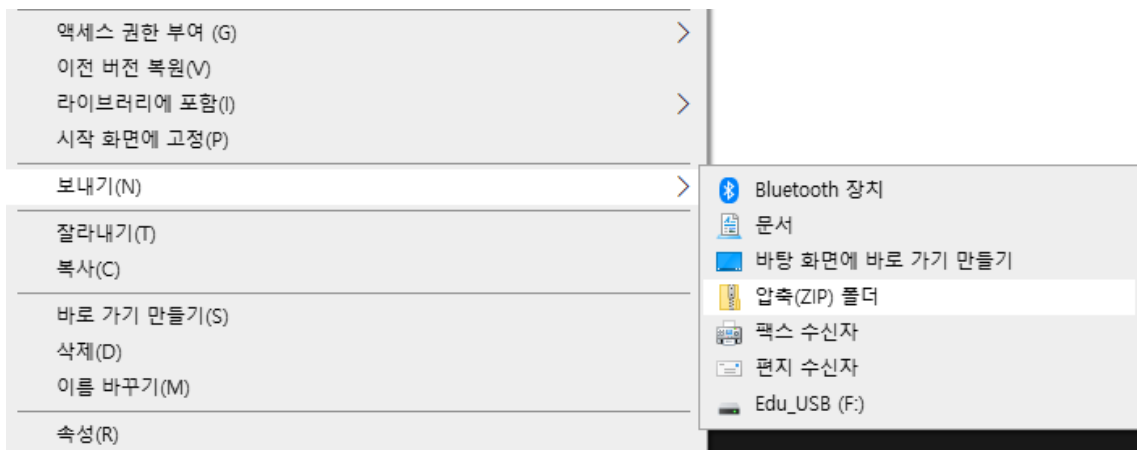 액세스 권한 부여 (G)
이전 버전 복원(V)
라이브러리에 포함(I)
시작 화면에 고정(P)
보내기(N)
잘라내기(T)
복사(C)
바로 가기 만들기(S)
삭제(D)
이름 바꾸기(M)
속성(R)
Bluetooth 장치
문서
바탕 화면에 바로 가기 만들기
압축(ZIP) 폴더
팩스 수신자
편지 수신자
Edu_USB (F:)